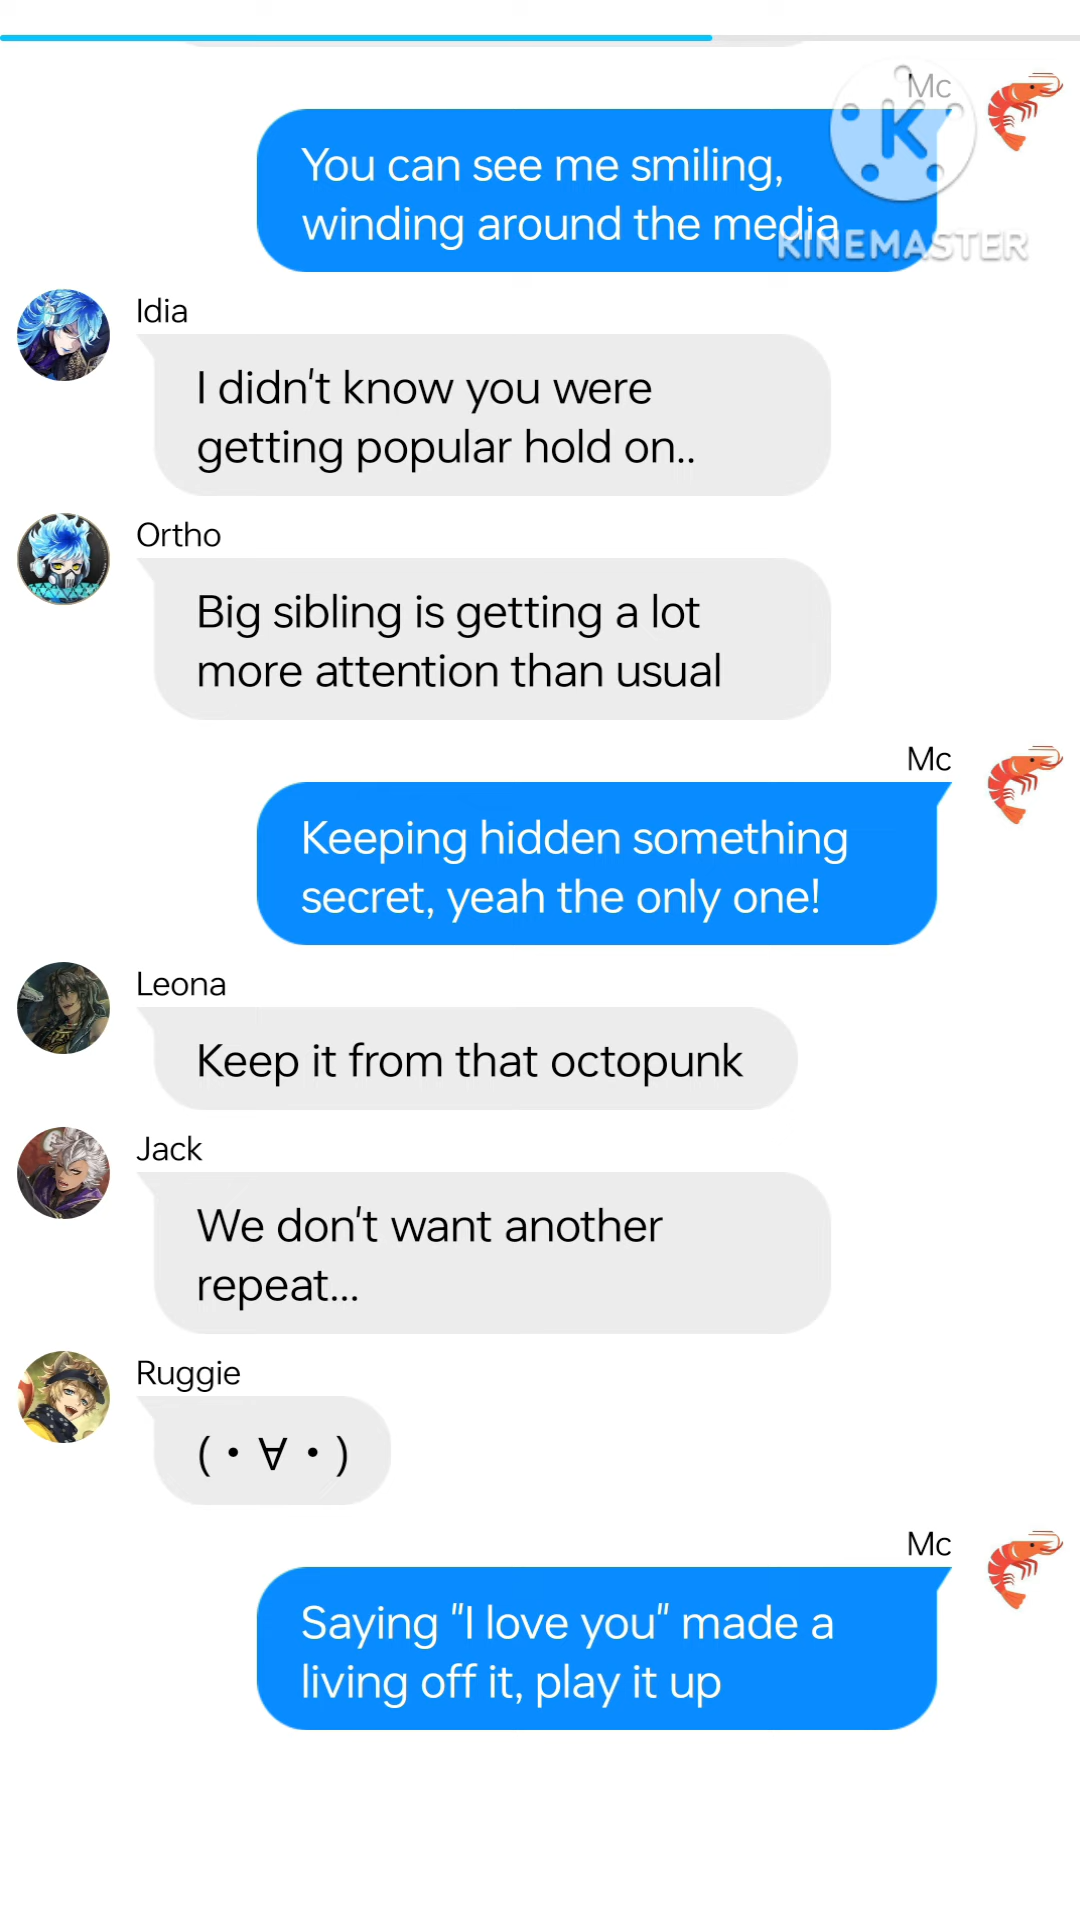 Mc
You can see me smiling,
winding around the media
K
KINEMASTER
Idia
I didn't know you were
getting popular hold on..
Ortho
Big sibling is getting a lot
more attention than usual
Mc
Keeping hidden something
secret, yeah the only one!
Leona
Keep it from that octopunk
Jack
We don't want another
repeat...
Ruggie
(・∀・)
Mc
Saying "I love you" made a
living off it, play it up